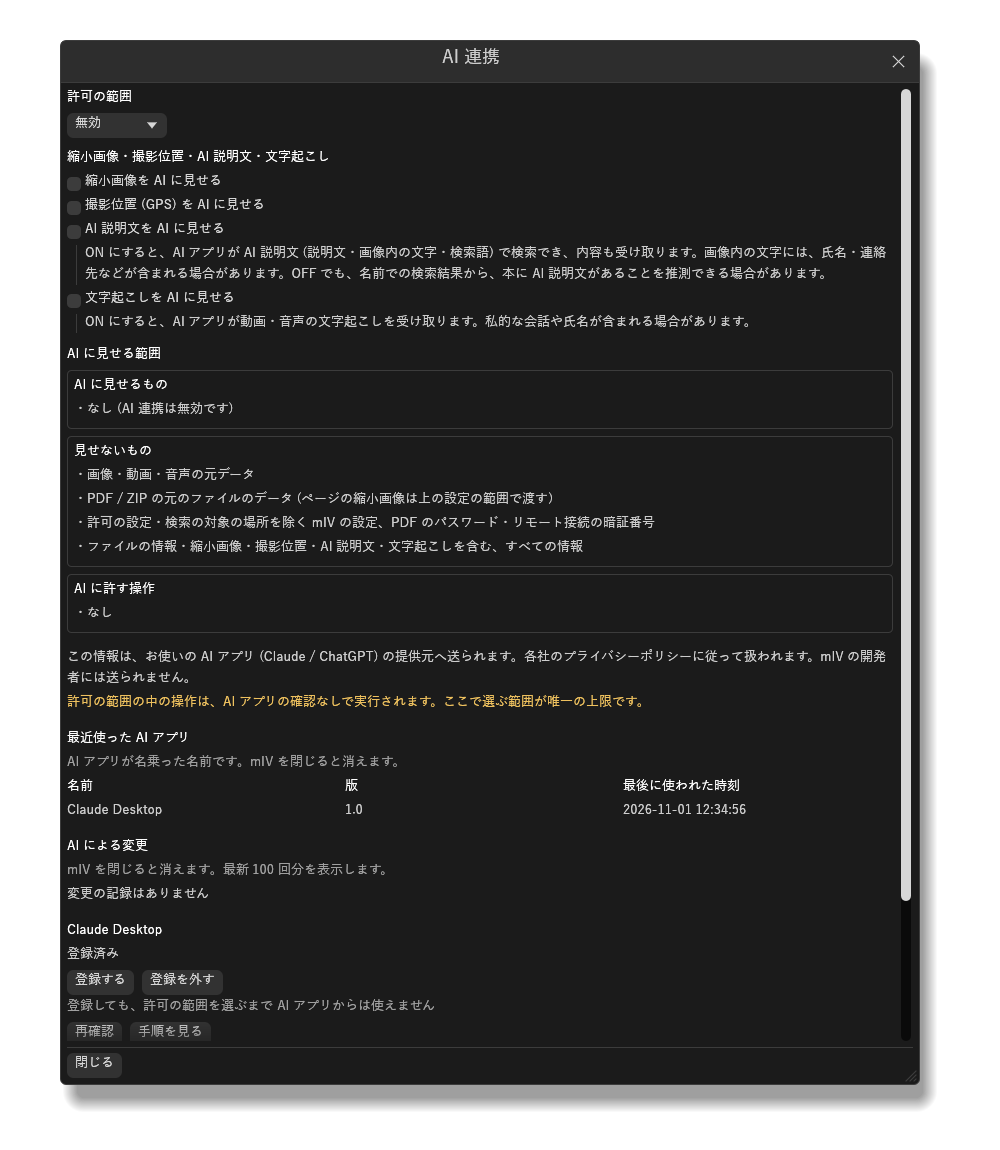 AI 連携
許可の範囲
無効
縮小画像・撮影位置・AI 説明文・文字起こし
縮小画像を AI に見せる
撮影位置 (GPS) を AI に見せる
AI 説明文を AI に見せる
ON にすると、AI アプリが AI 説明文 (説明文・画像内の文字・検索語) で検索でき、内容も受け取ります。画像内の文字には、氏名・連絡
先などが含まれる場合があります。OFF でも、名前での検索結果から、本に AI 説明文があることを推測できる場合があります。
文字起こしを AI に見せる
ON にすると、AI アプリが動画・音声の文字起こしを受け取ります。私的な会話や氏名が含まれる場合があります。
AI に見せる範囲
AI に見せるもの
・なし (AI 連携は無効です)
見せないもの
・画像・動画・音声の元データ
・PDF / ZIP の元のファイルのデータ (ページの縮小画像は上の設定の範囲で渡す)
・許可の設定・検索の対象の場所を除く mIV の設定、PDF のパスワード・リモート接続の暗証番号
・ファイルの情報・縮小画像・撮影位置・AI 説明文・文字起こしを含む、すべての情報
AI に許す操作
・なし
この情報は、お使いの AI アプリ (Claude / ChatGPT) の提供元へ送られます。各社のプライバシーポリシーに従って扱われます。mIV の開発
者には送られません。
許可の範囲の中の操作は、AI アプリの確認なしで実行されます。ここで選ぶ範囲が唯一の上限です。
最近使った AI アプリ
AI アプリが名乗った名前です。mIV を閉じると消えます。
名前 版 最後に使われた時刻
Claude Desktop 1.0 2026-11-01 12:34:56
AI による変更
mIV を閉じると消えます。最新 100 回分を表示します。
変更の記録はありません
Claude Desktop
登録済み
登録する 登録を外す
登録しても、許可の範囲を選ぶまで AI アプリからは使えません
再確認 手順を見る
閉じる